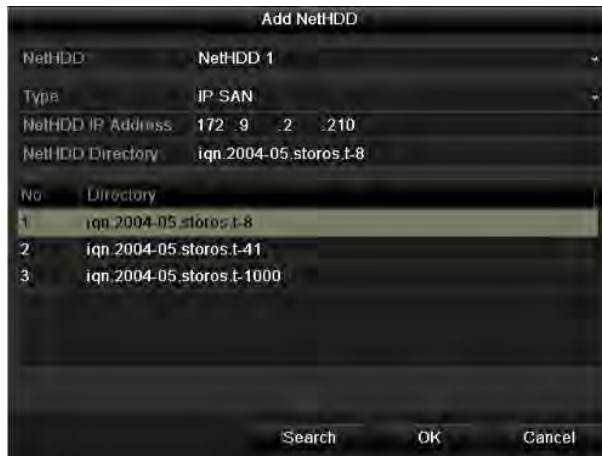 Add NetHDD
NetHDD NetHDD 1
Type IP SAN
NetHDD IP Address 172 .9 .2 .210
NetHDD Directory iqn.2004-05.storos.t-8
No Directory
1 iqn.2004-05.storos.t-8
2 iqn.2004-05.storos.t-41
3 iqn.2004-05.storos.t-1000
Search OK Cancel